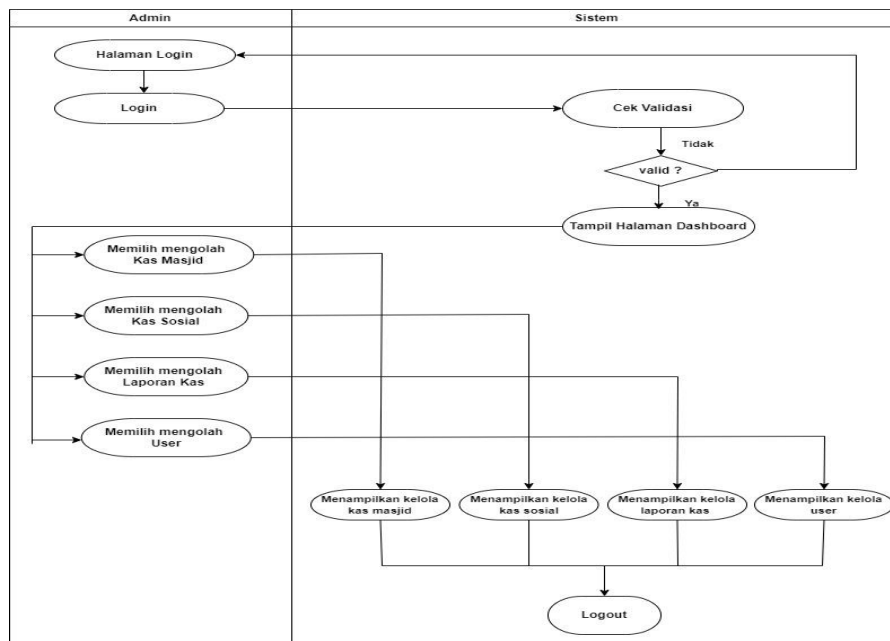 Admin
Sistem
Halaman Login
Login
Cek Validasi
Tidak
valid ?
Ya
Tampil Halaman Dashboard
Memilih mengolah
Kas Masjid
Memilih mengolah
Kas Sosial
Memilih mengolah
Laporan Kas
Memilih mengolah
User
Menampilkan kelola
kas masjid
Menampilkan kelola
kas sosial
Menampilkan kelola
laporan kas
Menampilkan kelola
user
Logout